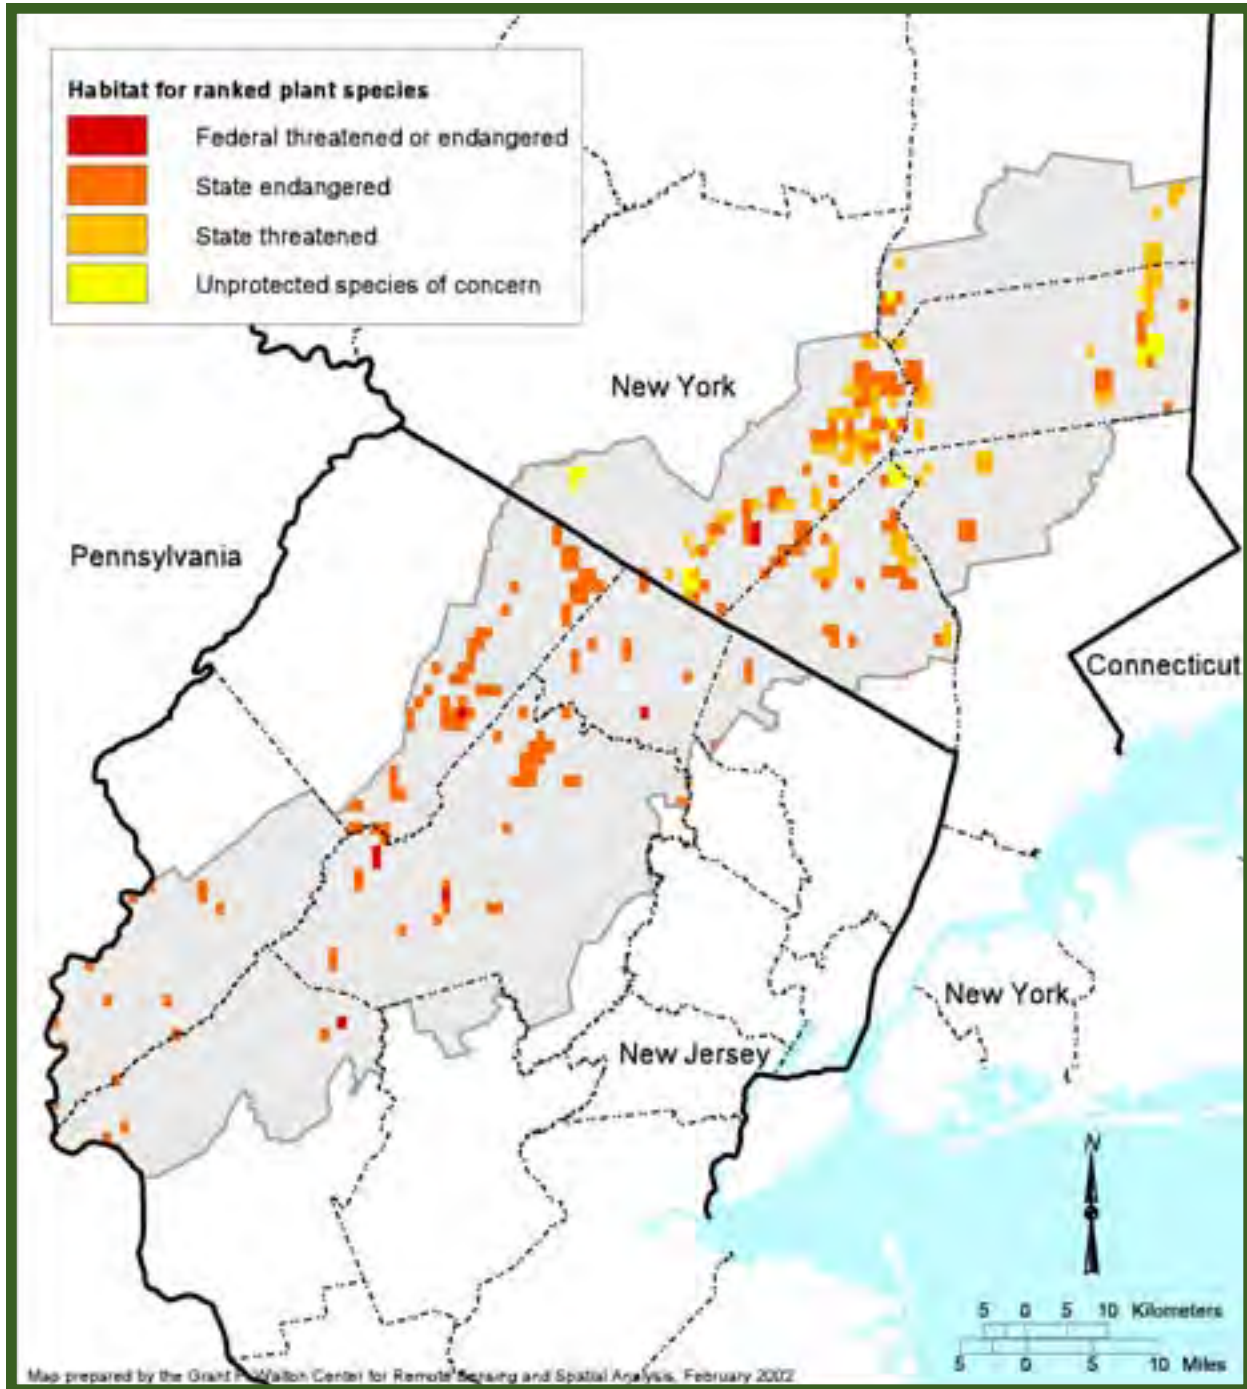 Habitat for ranked plant species
Federal threatened or endangered
State endangered
State threatened
Unprotected species of concern
New York
Pennsylvania
Connecticut
New York
New Jersey
N
5 0 5 10 Kilometers
5 0 5 10 Miles
Map prepared by the Grant F. Walton Center for Remote Sensing and Spatial Analysis, February 2002